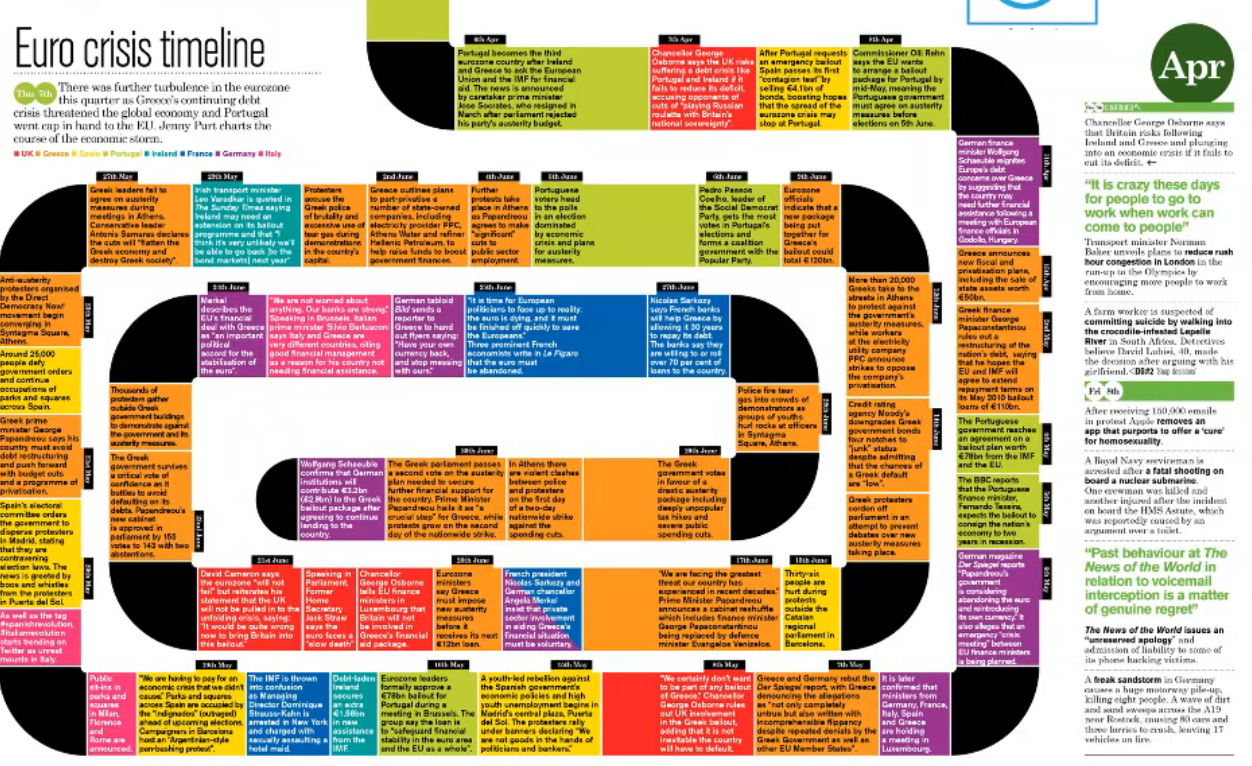 Euro crisis timeline
Thu 7th There was further turbulence in the eurozone
this quarter as Greece's continuing debt
crisis threatened the global economy and Portugal
went cap in hand to the EU. Jenny Purt charts the
course of the economic storm.
UK Greece Spain Portugal Ireland France Germany Italy
6th Apr
Portugal becomes the third
eurozone country after Ireland
and Greece to ask the European
Union and the IMF for financial
aid. The news is announced
by caretaker prime minister
Jose Socrates, who resigned in
March after parliament rejected
his party's austerity budget.
7th Apr
Chancellor George
Osborne says the UK risks
suffering a debt crisis like
Portugal and Ireland if it
fails to reduce its deficit,
accusing opponents of
cuts of "playing Russian
roulette with Britain's
national sovereignty".
After Portugal requests
an emergency bailout
Spain passes its first
"contagion test" by
selling €4.1bn of
bonds, boosting hopes
that the spread of the
eurozone crisis may
stop at Portugal.
8th Apr
Commissioner Olli Rehn
says the EU wants
to arrange a bailout
package for Portugal by
mid-May, meaning the
Portuguese government
must agree on austerity
measures before
elections on 5th June.
German finance
minister Wolfgang
Schaeuble reignites
Europe's debt
concerns over Greece
by suggesting that
the country may
need further financial
assistance following a
meeting with European
finance officials in
Godollo, Hungary.
Greece announces
new fiscal and
privatisation plans,
including the sale of
state assets worth
€50bn.
Greek finance
minister George
Papaconstantinou
rules out a
restructuring of the
nation's debt, saying
that he hopes the
EU and IMF will
agree to extend
repayment terms on
its May 2010 bailout
loans of €110bn.
The Portuguese
government reaches
an agreement on a
bailout plan worth
€78bn from the IMF
and the EU.
The BBC reports
that the Portuguese
finance minister,
Fernando Teixeira,
expects the bailout to
consign the nation's
economy to two
years in recession.
German magazine
Der Spiegel reports
"Papandreou's
government
is considering
abandoning the euro
and reintroducing
its own currency." It
also alleges that an
emergency "crisis
meeting" between
EU finance ministers
is being planned.
It is later
confirmed that
ministers from
Germany, France,
Italy, Spain
and Greece
are holding
a meeting in
Luxembourg.
7th May
Greece and Germany rebut the
Der Spiegel report, with Greece
denouncing the allegations
as "not only completely
untrue but also written with
incomprehensible flippancy
despite repeated denials by the
Greek Government as well as
other EU Member States".
8th May
"We certainly don't want
to be part of any bailout
of Greece." Chancellor
George Osborne rules
out UK involvement
in the Greek bailout,
adding that it is not
inevitable the country
will have to default.
15th May
A youth-led rebellion against
the Spanish government's
economic policies and high
youth unemployment begins in
Madrid's central plaza, Puerta
del Sol. The protesters rally
under banners declaring "We
are not goods in the hands of
politicians and bankers."
16th May
Eurozone leaders
formally approve a
€78bn bailout for
Portugal during a
meeting in Brussels. The
group say the loan is
to "safeguard financial
stability in the euro area
and the EU as a whole".
Debt-laden
Ireland
secures
an extra
in new
assistance
from the
IMF.
The IMF is thrown
into confusion
as Managing
Director Dominique
Strauss-Kahn is
arrested in New York
and charged with
sexually assaulting a
hotel maid.
19th May
"We are having to pay for an
economic crisis that we didn't
cause." Parks and squares
across Spain are occupied by
the "indignados" (outraged)
ahead of upcoming elections.
Campaigners in Barcelona
host an "Argentinian-style
pan-bashing protest".
Public
sit-ins in
parks and
squares
in Milan,
Florence
and
Rome are
announced.
As well as the tag
#spanishrevolution,
#italianrevolution
starts trending on
Twitter as unrest
mounts in Italy.
Spain's electoral
committee orders
the government to
disperse protesters
in Madrid, stating
that they are
contravening
election laws. The
news is greeted by
boos and whistles
from the protesters
in Puerta del Sol.
Greek prime
minister George
Papandreou says his
country must avoid
debt restructuring
and push forward
with budget cuts
and a programme of
privatisation.
Around 25,000
people defy
government orders
and continue
occupations of
parks and squares
across Spain.
Anti-austerity
protesters organised
by the Direct
Democracy Now!
movement begin
converging in
Syntagma Square,
Athens.
27th May
Greek leaders fail to
agree on austerity
measures during
meetings in Athens.
Conservative leader
Antonis Samaras declares
the cuts will "flatten the
Greek economy and
destroy Greek society".
29th May
Irish transport minister
Leo Varadkar is quoted in
The Sunday Times saying
Ireland may need an
extension on its bailout
programme and that "I
think it's very unlikely we'll
be able to go back [to the
bond markets] next year".
Protesters
accuse the
Greek police
of brutality and
excessive use of
tear gas during
demonstrations
in the country's
capital.
2nd June
Greece outlines plans
to part-privatise a
number of state-owned
companies, including
electricity provider PPC,
Athens Water and refiner
Hellenic Petroleum, to
help raise funds to boost
government finances.
4th June
Further
protests take
place in Athens
as Papandreou
agrees to make
"significant"
cuts to
public sector
employment.
5th June
Portuguese
voters head
to the polls
in an election
dominated
by economic
crisis and plans
for austerity
measures.
6th June
Pedro Passos
Coelho, leader of
the Social Democrat
Party, gets the most
votes in Portugal's
elections and
forms a coalition
government with the
Popular Party.
9th June
Eurozone
officials
indicate that a
new package
being put
together for
Greece's
bailout could
total €120bn.
More than 20,000
Greeks take to the
streets in Athens
to protest against
the government's
austerity measures,
while workers
at the electricity
utility company
PPC announce
strikes to oppose
the company's
privatisation.
Credit rating
agency Moody's
downgrades Greek
government bonds
four notches to
"junk" status
despite admitting
that the chances of
a Greek default
are "low".
Greek protesters
cordon off
parliament in an
attempt to prevent
debates over new
austerity measures
taking place.
15th June
Thirty-six
people are
hurt during
protests
outside the
Catalan
regional
parliament in
Barcelona.
17th June
"We are facing the greatest
threat our country has
experienced in recent decades."
Prime Minister Papandreou
announces a cabinet reshuffle
which includes finance minister
George Papaconstantinou
being replaced by defence
minister Evangelos Venizelos.
French president
Nicolas Sarkozy and
German chancellor
Angela Merkel
insist that private
sector involvement
in aiding Greece's
financial situation
must be voluntary.
20th June
Eurozone
ministers
say Greece
must impose
new austerity
measures
before it
receives its next
€12bn loan.
Chancellor
George Osborne
tells EU finance
ministers in
Luxembourg that
Britain will not
be involved in
Greece's financial
aid package.
Speaking in
Parliament,
Former
Home
Secretary
Jack Straw
says the
euro faces a
"slow death".
21st June
David Cameron says
the eurozone "will not
fail" but reiterates his
statement that the UK
will not be pulled in to the
unfolding crisis, saying:
"It would be quite wrong
now to bring Britain into
this bailout."
22nd June
The Greek
government survives
a critical vote of
confidence as it
battles to avoid
defaulting on its
debts. Papandreou's
new cabinet
is approved in
parliament by 155
votes to 143 with two
abstentions.
Thousands of
protesters gather
outside Greek
government buildings
to demonstrate against
the government and its
austerity measures.
24th June
Merkel
describes the
EU's financial
deal with Greece
as "an important
political
accord for the
stabilisation of
the euro".
"We are not worried about
anything. Our banks are strong."
Speaking in Brussels, Italian
prime minister Silvio Berlusconi
says Italy and Greece are
very different countries, citing
good financial management
as a reason for his country not
needing financial assistance.
German tabloid
Bild sends a
reporter to
Greece to hand
out flyers saying:
"Have your own
currency back,
and stop messing
with ours."
25th June
"It is time for European
politicians to face up to reality:
the euro is dying, and it must
be finished off quickly to save
the Europeans."
Three prominent French
economists write in Le Figaro
that the euro must
be abandoned.
27th June
Nicolas Sarkozy
says French banks
will help Greece by
allowing it 30 years
to repay its debt.
The banks say they
are willing to or roll
over 70 per cent of
loans to the country.
Police fire tear
gas into crowds of
demonstrators as
groups of youths
hurl rocks at officers
in Syntagma
Square, Athens.
29th June
The Greek
government votes
in favour of a
drastic austerity
package including
deeply unpopular
tax hikes and
severe public
spending cuts.
In Athens there
are violent clashes
between police
and protesters
on the first day
of a two-day
nationwide strike
against the
spending cuts.
30th June
The Greek parliament passes
a second vote on the austerity
plan needed to secure
further financial support for
the country. Prime Minister
Papandreou hails it as "a
crucial step" for Greece, while
protests grow on the second
day of the nationwide strike.
Wolfgang Schaeuble
confirms that German
institutions will
contribute €3.2bn
(£2.9bn) to the Greek
bailout package after
agreeing to continue
lending to the
country.
Apr
Chancellor George Osborne says
that Britain risks following
Ireland and Greece and plunging
into an economic crisis if it fails to
cut its deficit. ←
"It is crazy these days
for people to go to
work when work can
come to people"
Transport minister Norman
Baker unveils plans to reduce rush
hour congestion in London in the
run-up to the Olympics by
encouraging more people to work
from home.
A farm worker is suspected of
committing suicide by walking into
the crocodile-infested Lepelle
River in South Africa. Detectives
believe David Lubisi, 40, made
the decision after arguing with his
girlfriend.
Fri 8th
After receiving 150,000 emails
in protest Apple removes an
app that purports to offer a 'cure'
for homosexuality.
A Royal Navy serviceman is
arrested after a fatal shooting on
board a nuclear submarine.
One crewman was killed and
another injured after the incident
on board the HMS Astute, which
was reportedly caused by an
argument over a toilet.
"Past behaviour at The
News of the World in
relation to voicemail
interception is a matter
of genuine regret"
The News of the World issues an
"unreserved apology" and
admission of liability to some of
its phone hacking victims.
A freak sandstorm in Germany
causes a huge motorway pile-up,
killing eight people. A wave of dirt
and sand sweeps across the A19
near Rostock, causing 80 cars and
three lorries to crash, leaving 17
vehicles on fire.